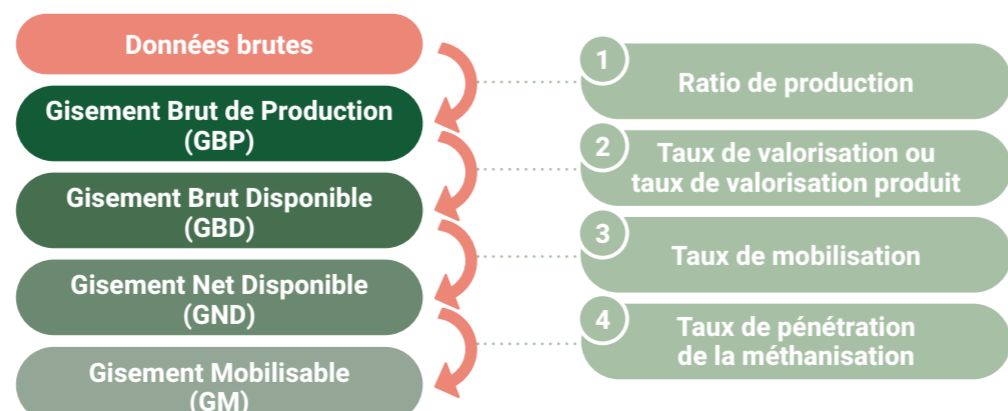 Données brutes
Gisement Brut de Production
(GBP)
Gisement Brut Disponible
(GBD)
Gisement Net Disponible
(GND)
Gisement Mobilisable
(GM)
1
Ratio de production
2
Taux de valorisation ou
taux de valorisation produit
3
Taux de mobilisation
4
Taux de pénétration
de la méthanisation